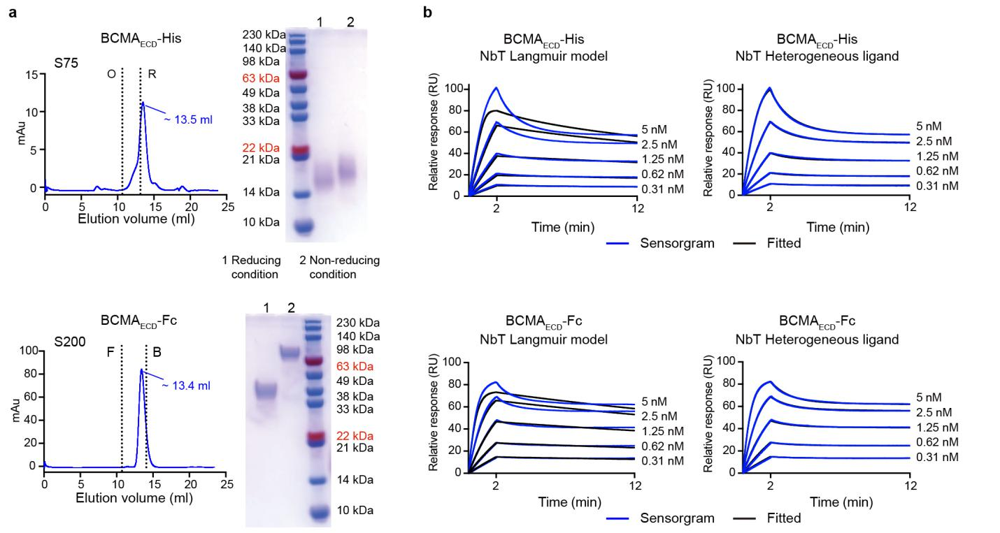 a
BCMAECD-His
S75
O
R
15
10
5
0
mAu
~ 13.5 ml
0
5
10
15
20
25
Elution volume (ml)
1
2
230 kDa
140 kDa
98 kDa
63 kDa
49 kDa
38 kDa
33 kDa
22 kDa
21 kDa
14 kDa
10 kDa
1 Reducing
condition
2 Non-reducing
condition
BCMAECD-Fc
S200
F
B
100
80
60
40
20
0
mAu
~ 13.4 ml
0
5
10
15
20
25
Elution volume (ml)
1
2
230 kDa
140 kDa
98 kDa
63 kDa
49 kDa
38 kDa
33 kDa
22 kDa
21 kDa
14 kDa
10 kDa
b
BCMAECD-His
NbT Langmuir model
Relative response (RU)
100
80
60
40
20
0
5 nM
2.5 nM
1.25 nM
0.62 nM
0.31 nM
2
12
Time (min)
BCMAECD-His
NbT Heterogeneous ligand
Relative response (RU)
100
80
60
40
20
0
5 nM
2.5 nM
1.25 nM
0.62 nM
0.31 nM
2
12
Time (min)
Sensorgram
Fitted
BCMAECD-Fc
NbT Langmuir model
Relative response (RU)
100
80
60
40
20
0
5 nM
2.5 nM
1.25 nM
0.62 nM
0.31 nM
2
12
Time (min)
BCMAECD-Fc
NbT Heterogeneous ligand
Relative response (RU)
100
80
60
40
20
0
5 nM
2.5 nM
1.25 nM
0.62 nM
0.31 nM
2
12
Time (min)
Sensorgram
Fitted